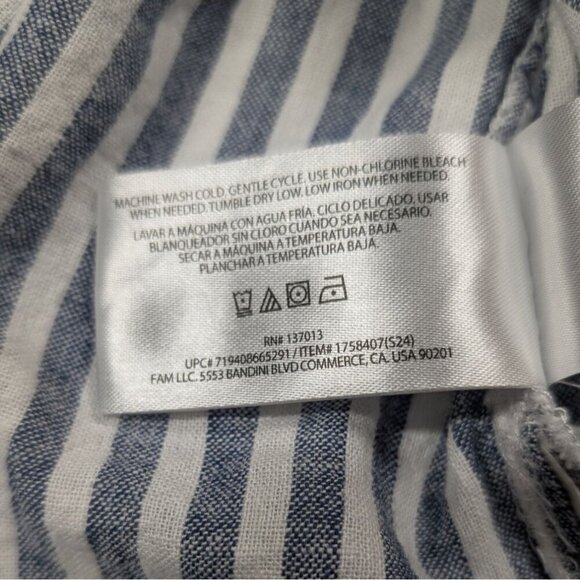 MACHINE WASH COLD, GENTLE CYCLE. USE NON-CHLORINE BLEACH
WHEN NEEDED. TUMBLE DRY LOW. LOW IRON WHEN NEEDED.
LAVAR A MÁQUINA CON AGUA FRÍA, CICLO DELICADO. USAR
BLANQUEADOR SIN CLORO CUANDO SEA NECESARIO.
SECAR A MÁQUINA A TEMPERATURA BAJA.
PLANCHAR A TEMPERATURA BAJA.
RN# 137013
UPC# 719408665291 / ITEM# 1758407(S24)
FAM LLC. 5553 BANDINI BLVD COMMERCE, CA. USA 90201